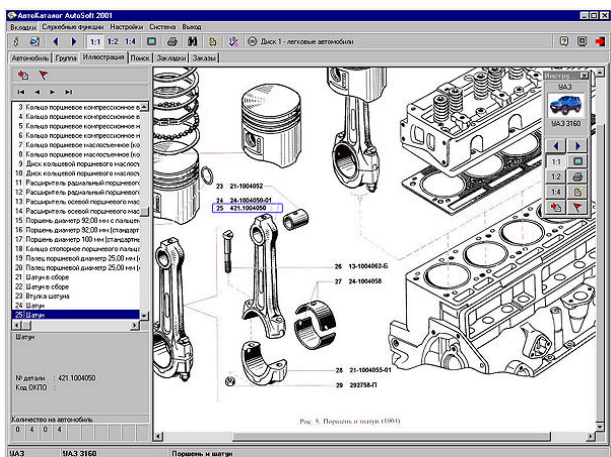 АвтоКаталог AutoSoft 2001
Вкладки Служебные функции Настройки Система Выход
1:1 1:2 1:4 Диск 1 - легковые автомобили
Автомобиль Группа Иллюстрация Поиск Закладки Заказы
3 Кольцо поршневое компрессионное в
4 Кольцо поршневое компрессионное в
5 Кольцо поршневое компрессионное н
6 Кольцо поршневое компрессионное н
7 Кольцо поршневое маслосъемное (ко
8 Кольцо поршневое маслосъемное (ко
9 Диск кольцевой поршневого маслосъ
10 Диск кольцевой поршневого маслос
11 Расширитель радиальный поршневого
12 Расширитель радиальный поршневого
13 Расширитель осевой поршневого мас
14 Расширитель осевой поршневого мас
15 Поршень диаметр 92,00 мм с пальцем
16 Поршень диаметр 92,00 мм (стандарт
17 Поршень диаметр 100 мм (стандартн
18 Кольцо стопорное поршневого пальца
19 Палец поршневой диаметр 25,00 мм (
20 Палец поршневой диаметр 25,00 мм (
21 Шатун в сборе
22 Шатун в сборе
23 Втулка шатуна
24 Шатун
25 Шатун
Шатун
№ детали : 421.1004050
Код ОКПО :
Количество на автомобиль
0 4 0 4
23 21-1004052
24 24-1004050-01
25 421.1004050
26 13-1004062-Б
27 24-1004058
28 21-1004055-01
29 292758-П
Рис. 5. Поршень и шатун (1004)
Инстру...
УАЗ
УАЗ 3160
1:1
1:2
1:4
УАЗ УАЗ 3160 Поршень и шатун